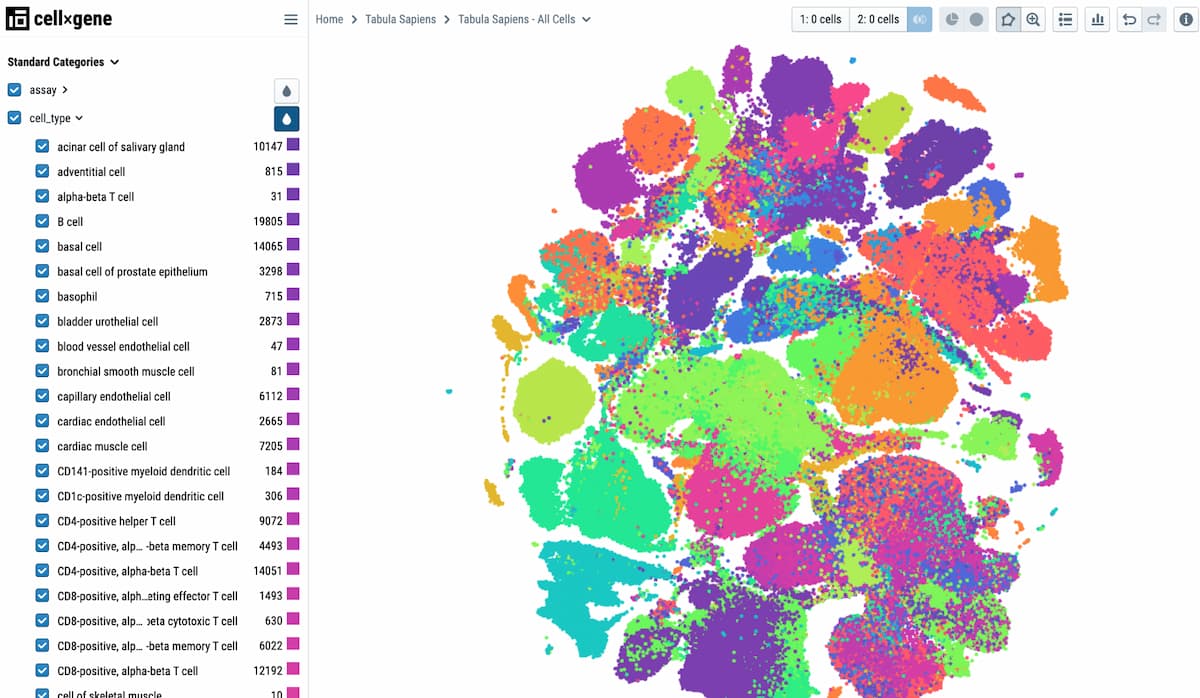 cellxgene
Home > Tabula Sapiens > Tabula Sapiens - All Cells
1: 0 cells 2: 0 cells
Standard Categories
assay
cell_type
acinar cell of salivary gland 10147
adventitial cell 815
alpha-beta T cell 31
B cell 19805
basal cell 14065
basal cell of prostate epithelium 3298
basophil 715
bladder urothelial cell 2873
blood vessel endothelial cell 47
bronchial smooth muscle cell 81
capillary endothelial cell 6112
cardiac endothelial cell 2665
cardiac muscle cell 7205
CD141-positive myeloid dendritic cell 184
CD1c-positive myeloid dendritic cell 306
CD4-positive helper T cell 9072
CD4-positive, alp... -beta memory T cell 4493
CD4-positive, alpha-beta T cell 14051
CD8-positive, alph...eting effector T cell 1493
CD8-positive, alp... beta cytotoxic T cell 630
CD8-positive, alp... -beta memory T cell 6022
CD8-positive, alpha-beta T cell 12192
cell of skeletal muscle 10